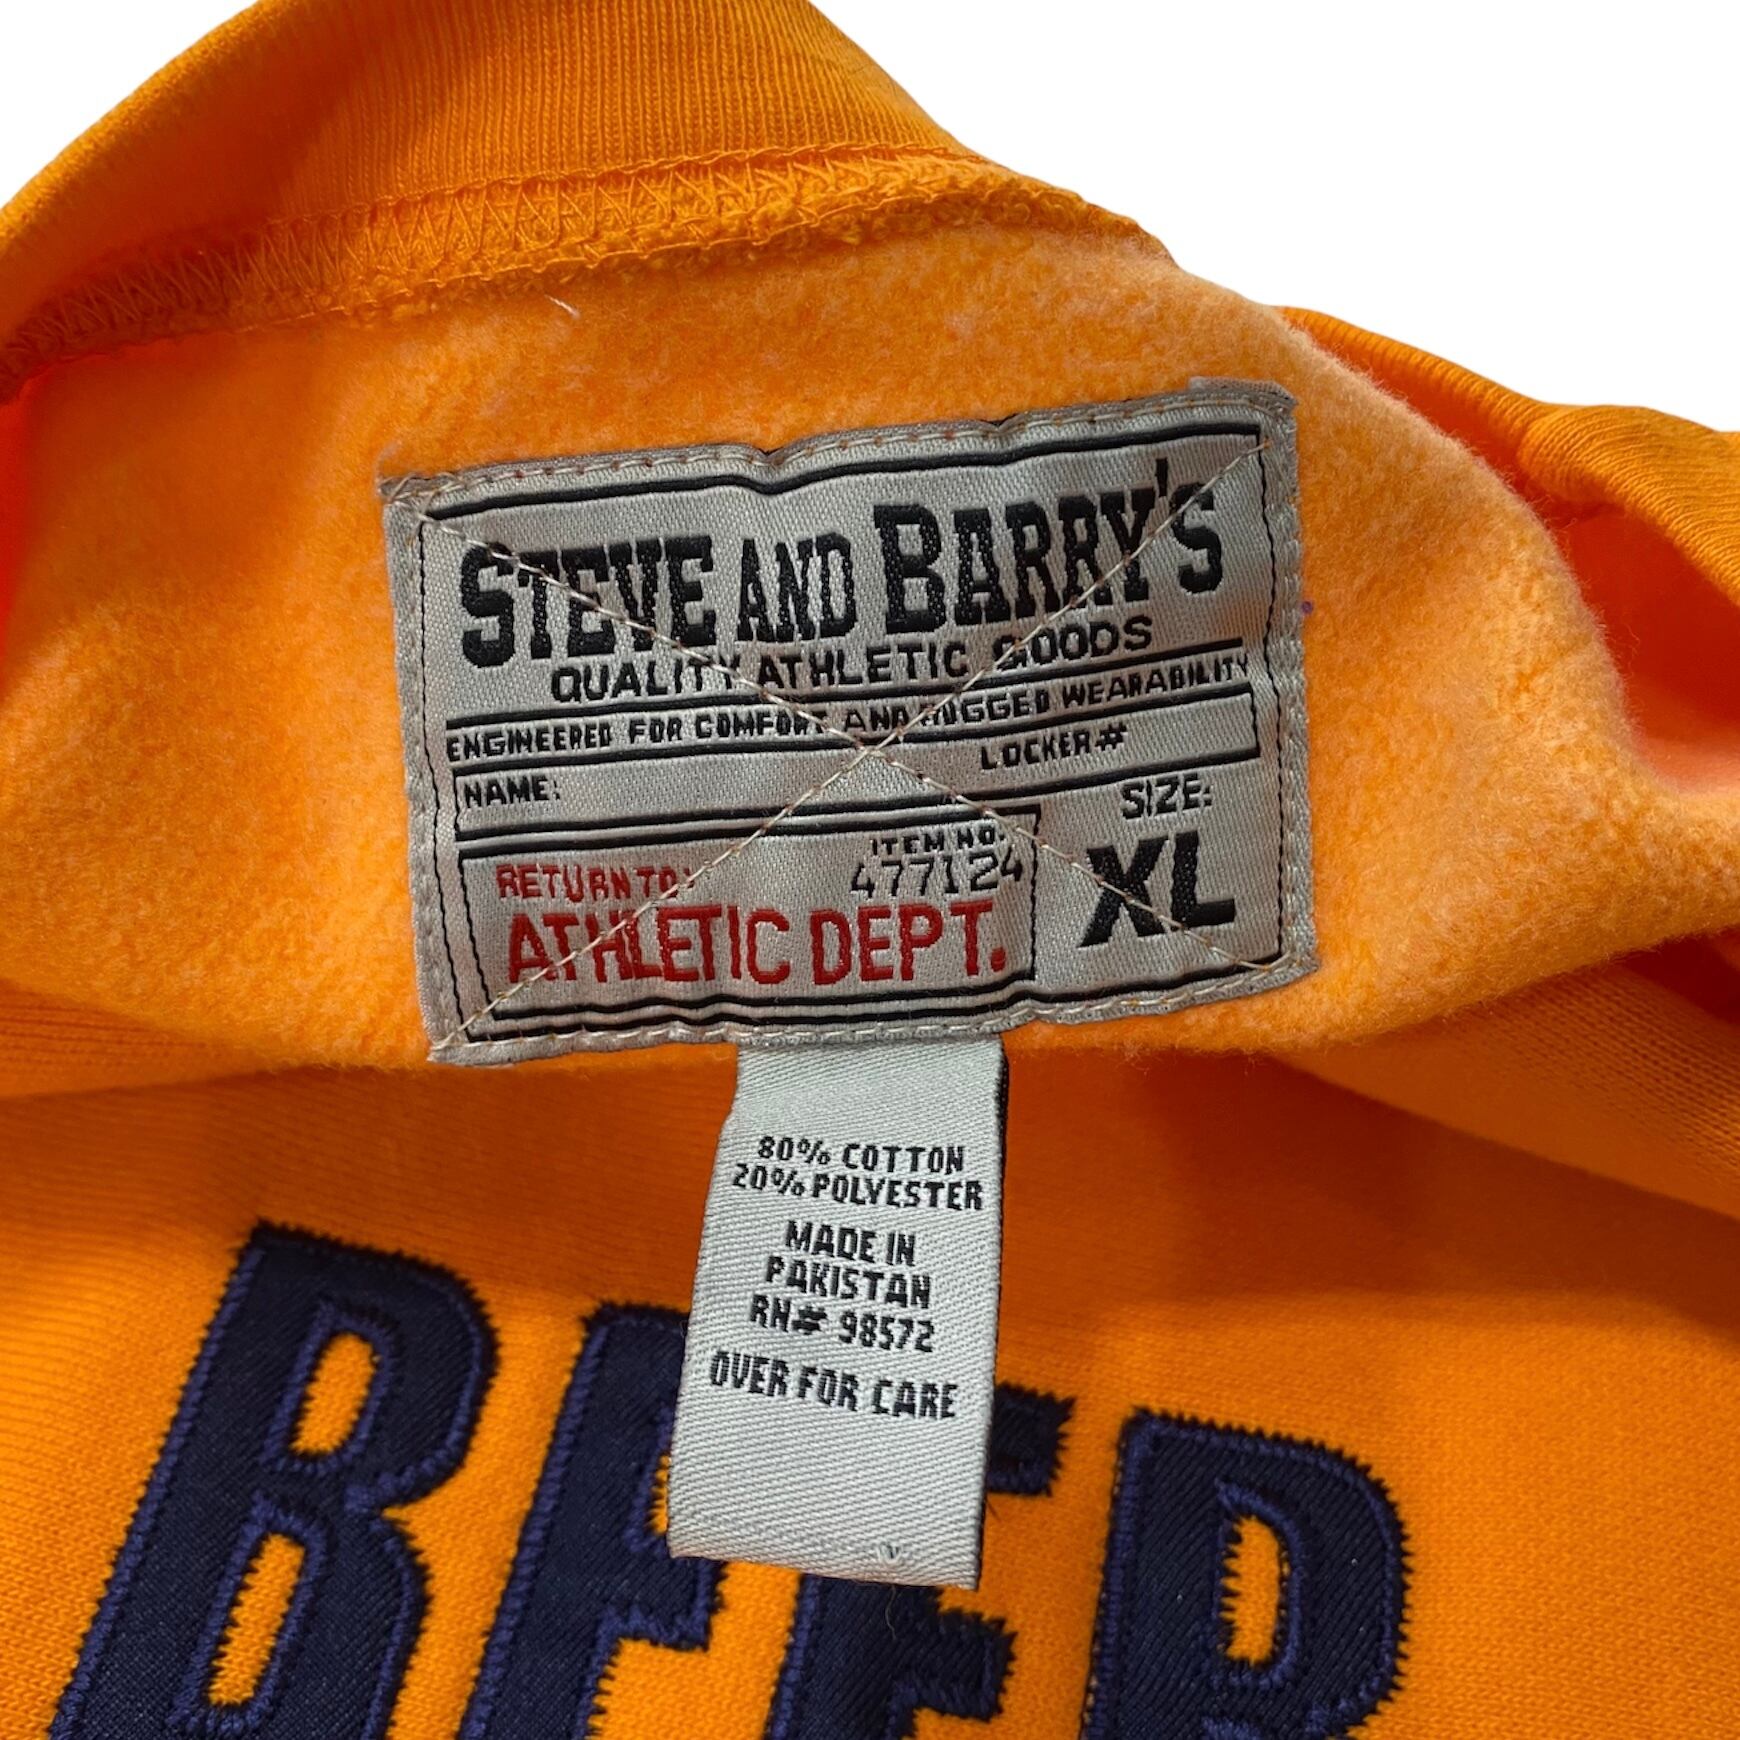 STEVE AND BARRY'S
QUALITY ATHLETIC GOODS
ENGINEERED FOR COMFORT AND RUGGED WEARABILITY
NAME: LOCKER#
RETURN TO: ITEM NO. SIZE:
ATHLETIC DEPT. 477124 XL
80% COTTON
20% POLYESTER
MADE IN
PAKISTAN
RN# 98572
OVER FOR CARE
BEER